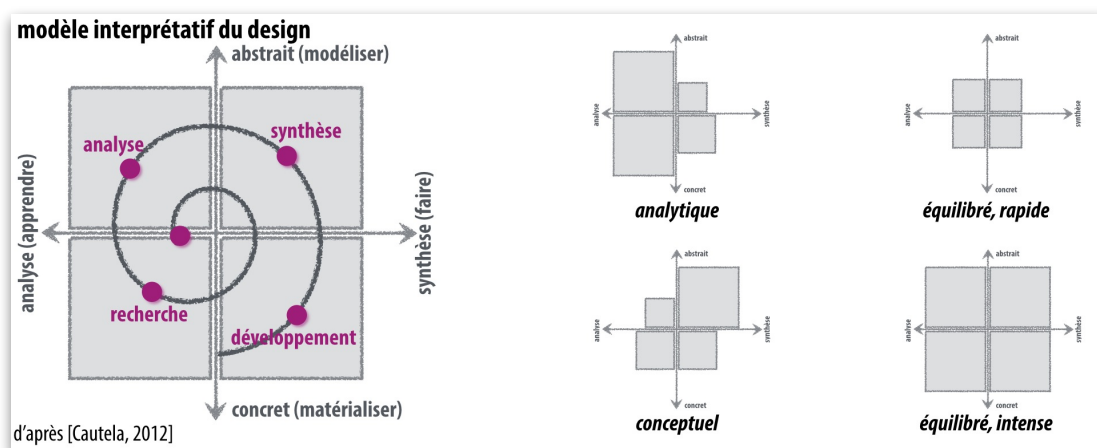 modèle interprétatif du design
abstrait (modéliser)
analyse
synthèse
analyse (apprendre)
synthèse (faire)
recherche
développement
concret (matérialiser)
d'après [Cautela, 2012]
abstrait
analyse
synthèse
concret
analytique
abstrait
analyse
synthèse
concret
équilibré, rapide
abstrait
analyse
synthèse
concret
conceptuel
abstrait
analyse
synthèse
concret
équilibré, intense